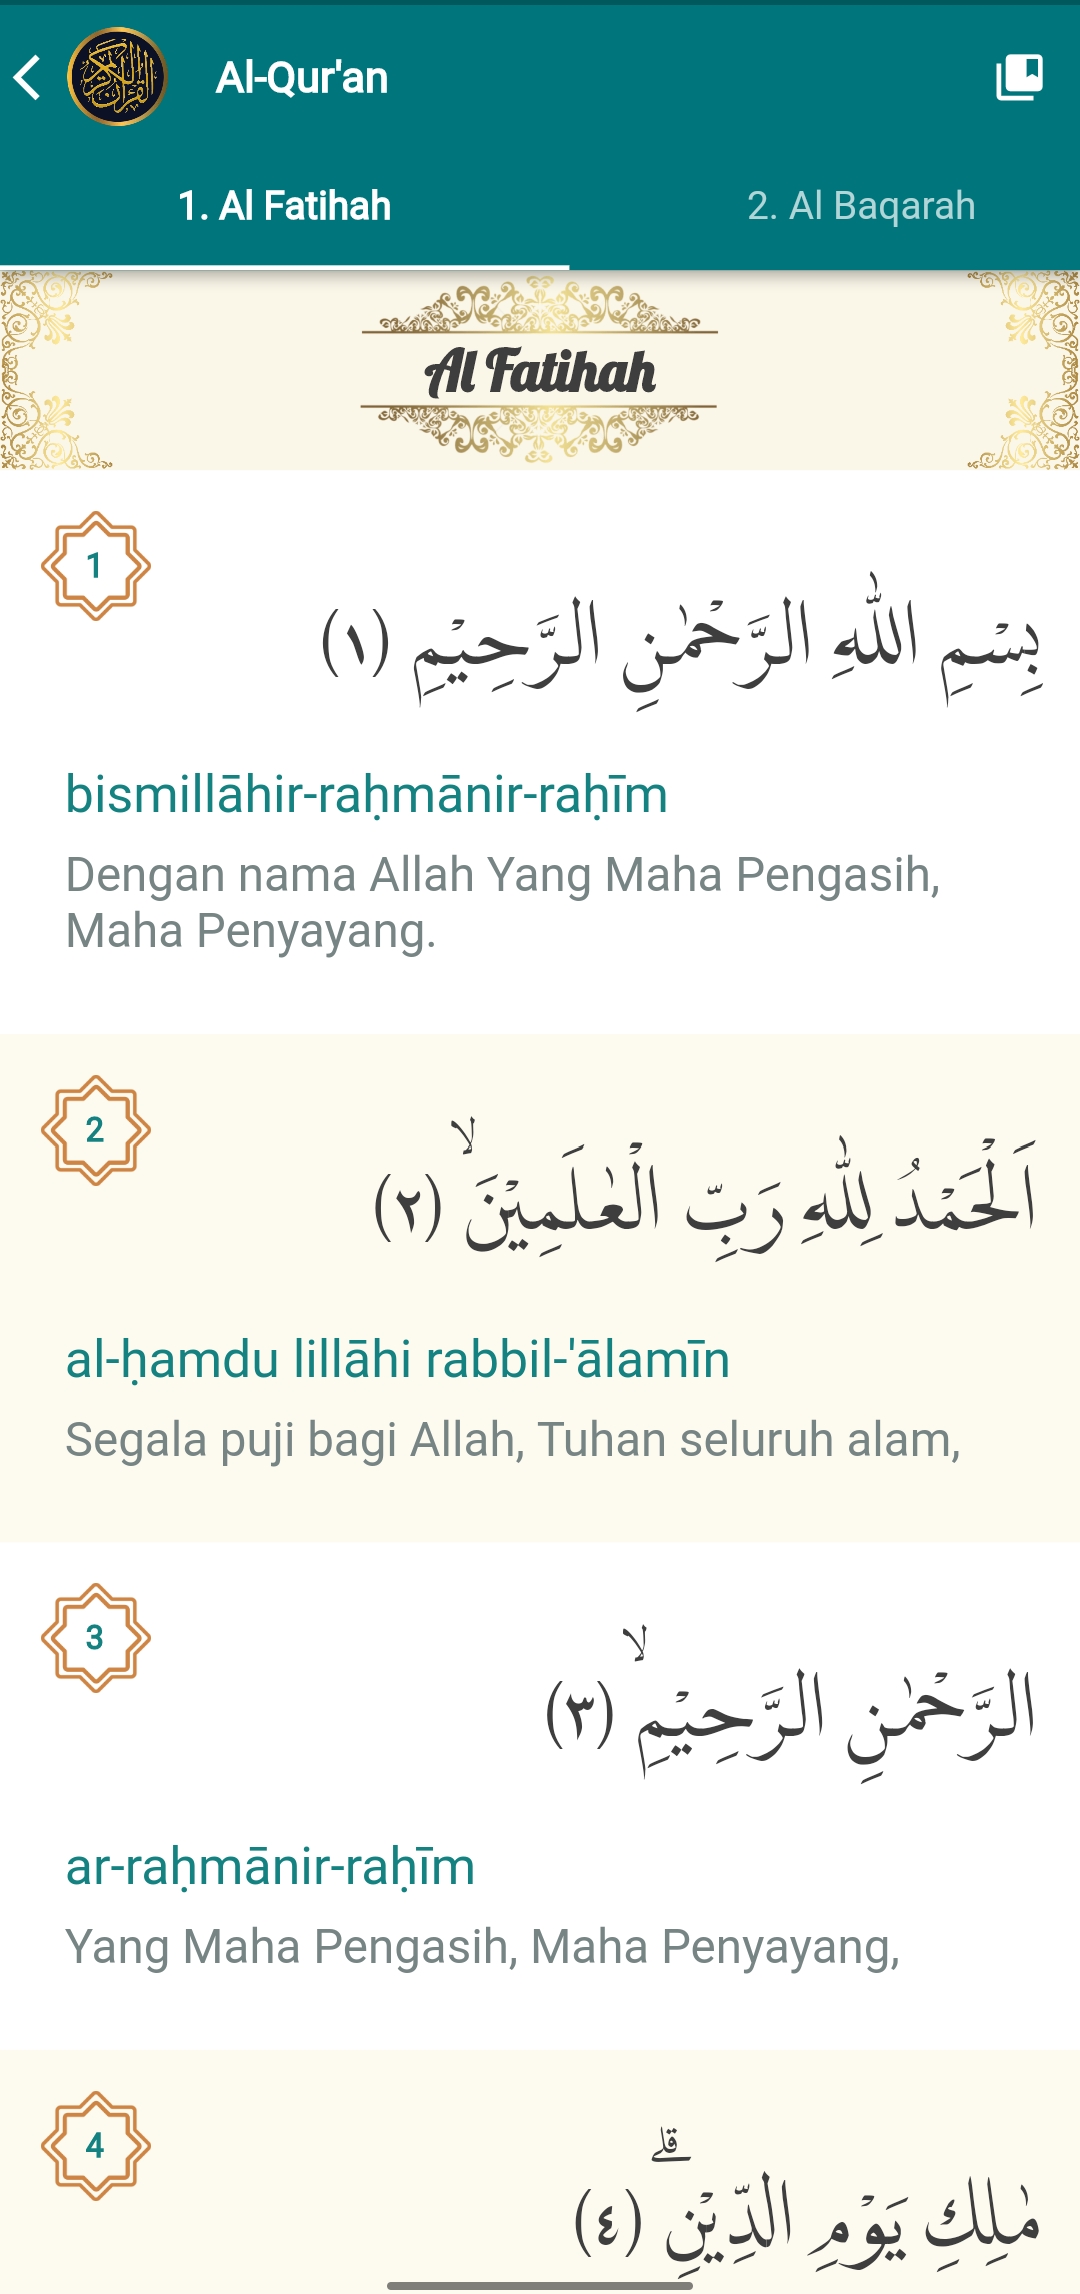 Al-Qur'an
1. Al Fatihah
2. Al Baqarah
Al Fatihah
1
بِسْمِ اللّٰهِ الرَّحْمٰنِ الرَّحِيْمِ (١)
bismillāhir-raḥmānir-raḥīm
Dengan nama Allah Yang Maha Pengasih,
Maha Penyayang.
2
اَلْحَمْدُ لِلّٰهِ رَبِّ الْعٰلَمِيْنَۙ (٢)
al-ḥamdu lillāhi rabbil-'ālamīn
Segala puji bagi Allah, Tuhan seluruh alam,
3
الرَّحْمٰنِ الرَّحِيْمِۙ (٣)
ar-raḥmānir-raḥīm
Yang Maha Pengasih, Maha Penyayang,
4
مٰلِكِ يَوْمِ الدِّيْنِۗ (٤)